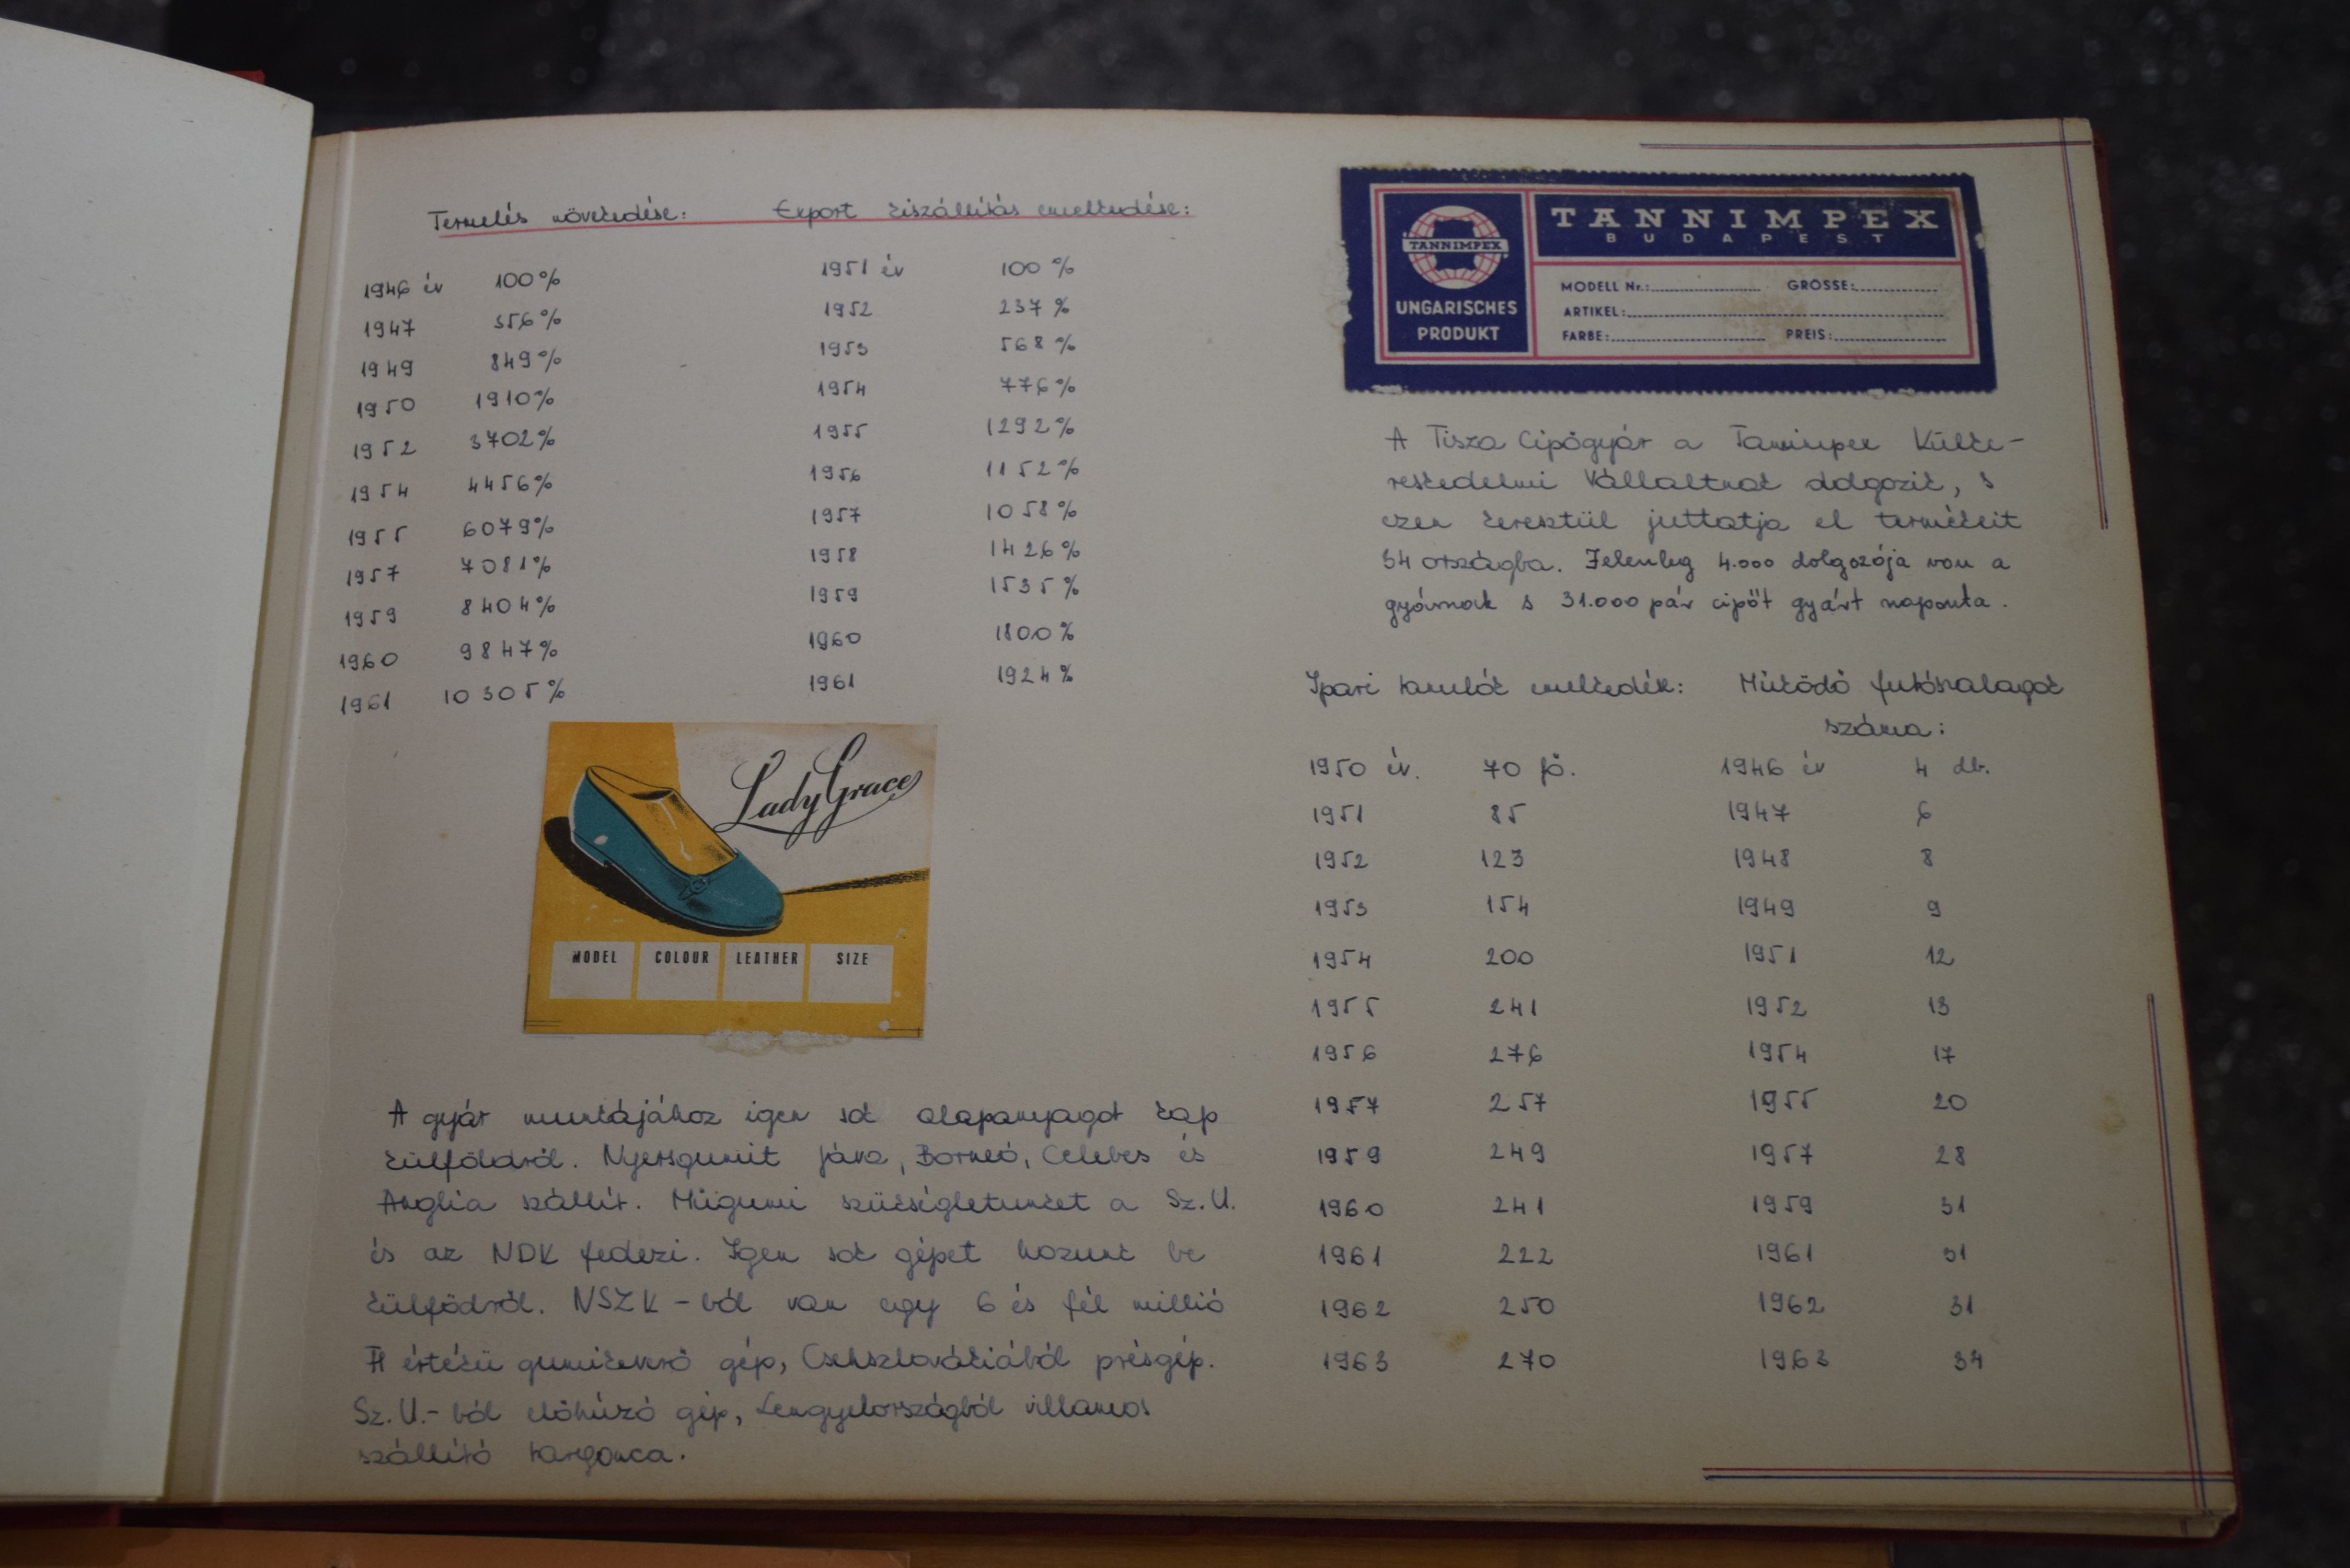 Termelés növekedése: Export kiszállítás emelkedése:
1946 év 100%
1947 356%
1949 849%
1950 1910%
1952 3702%
1954 4456%
1955 6079%
1957 7081%
1959 8404%
1960 9847%
1961 10305%
1951 év 100 %
1952 237 %
1953 568 %
1954 776%
1955 1292%
1956 1152%
1957 1058%
1958 1426%
1959 1535%
1960 1800%
1961 1924%
Lady Grace
MODEL COLOUR LEATHER SIZE
A gyár munkájához igen sok alapanyagot kap
külföldről. Nyersgumit Jáva, Borneó, Celebes és
Anglia szállít. Műgumi szükségletünket a Sz.U.
és az NDK fedezi. Igen sok gépet hozunk be
külfödről. NSZK-ból van egy 6 és fél millió
Ft értékű gumikeverő gép, Csehszlovákiából présgép.
Sz.U.-ból előhúzó gép, Lengyelországból villamos
szállító targonca.
TANNIMPEX
BUDAPEST
TANNIMPEX
UNGARISCHES
PRODUKT
MODELL Nr.: GRÖSSE:
ARTIKEL:
FARBE: PREIS:
A Tisza Cipőgyár a Tannimpex Külke-
reskedelmi Vállaltnak dolgozik, s
ezen keresztül juttatja el termékeit
34 országba. Jelenleg 4.000 dolgozója van a
gyárnak s 31.000 pár cipőt gyárt naponta.
Ipari tanulók emelkedék: Működő futószalagok
száma:
1950 év. 70 fő. 1946 év 4 db.
1951 85 1947 6
1952 123 1948 8
1953 154 1949 9
1954 200 1951 12
1955 241 1952 13
1956 276 1954 17
1957 257 1955 20
1959 249 1957 28
1960 241 1959 31
1961 222 1961 31
1962 250 1962 31
1963 270 1963 34